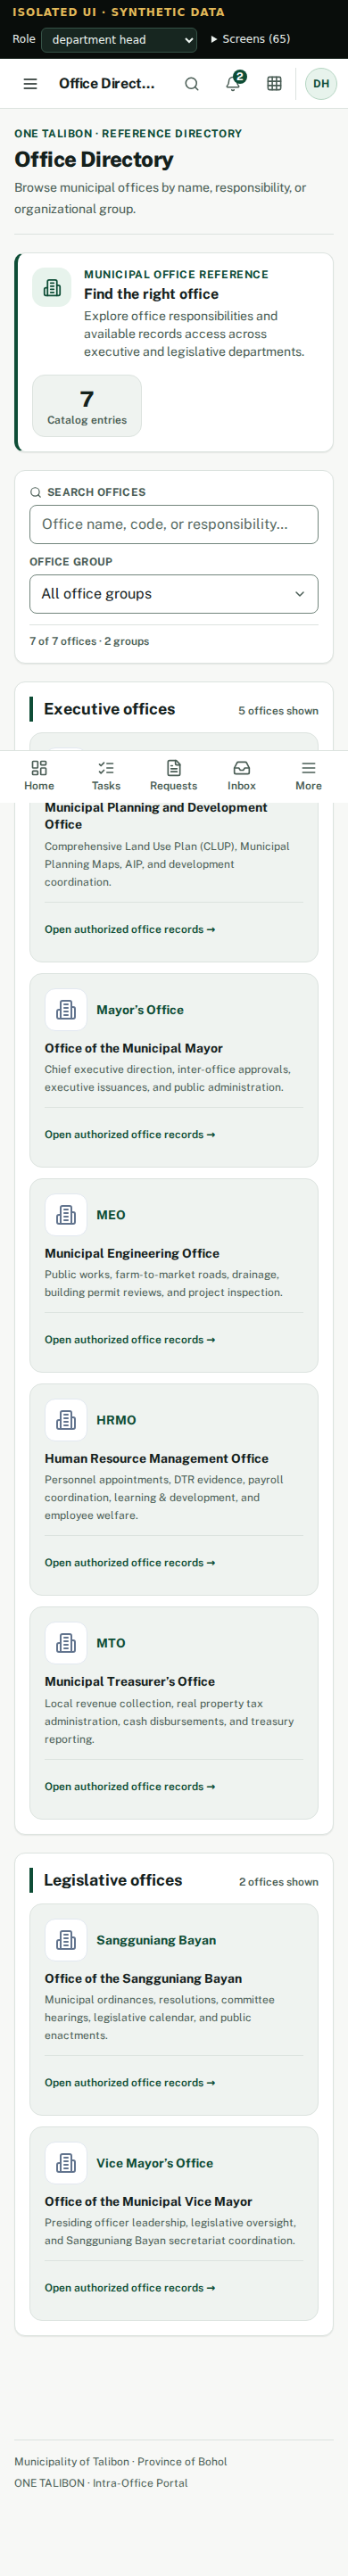 ISOLATED UI · SYNTHETIC DATA
Role department head ▶ Screens (65)
Office Direct... 2 DH
ONE TALIBON · REFERENCE DIRECTORY
Office Directory
Browse municipal offices by name, responsibility, or
organizational group.
MUNICIPAL OFFICE REFERENCE
Find the right office
Explore office responsibilities and
available records access across
executive and legislative departments.
7
Catalog entries
SEARCH OFFICES
Office name, code, or responsibility...
OFFICE GROUP
All office groups
7 of 7 offices · 2 groups
Executive offices 5 offices shown
Home Tasks Requests Inbox More
Municipal Planning and Development
Office
Comprehensive Land Use Plan (CLUP), Municipal
Planning Maps, AIP, and development
coordination.
Open authorized office records →
Mayor's Office
Office of the Municipal Mayor
Chief executive direction, inter-office approvals,
executive issuances, and public administration.
Open authorized office records →
MEO
Municipal Engineering Office
Public works, farm-to-market roads, drainage,
building permit reviews, and project inspection.
Open authorized office records →
HRMO
Human Resource Management Office
Personnel appointments, DTR evidence, payroll
coordination, learning & development, and
employee welfare.
Open authorized office records →
MTO
Municipal Treasurer's Office
Local revenue collection, real property tax
administration, cash disbursements, and treasury
reporting.
Open authorized office records →
Legislative offices 2 offices shown
Sangguniang Bayan
Office of the Sangguniang Bayan
Municipal ordinances, resolutions, committee
hearings, legislative calendar, and public
enactments.
Open authorized office records →
Vice Mayor's Office
Office of the Municipal Vice Mayor
Presiding officer leadership, legislative oversight,
and Sangguniang Bayan secretariat coordination.
Open authorized office records →
Municipality of Talibon · Province of Bohol
ONE TALIBON · Intra-Office Portal